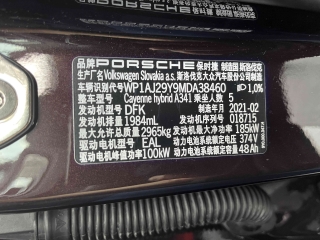 品牌 PORSCHE 保时捷 制造国 斯洛伐克
生产厂名 Volkswagen Slovakia a.s. 斯洛伐克大众汽车股份公司制造
车辆识别代号 WP1AJ29Y9MDA38460 1,0%
整车型号 Cayenne hybrid A341 乘坐人数 5
发动机型号 DFK 制造年月 2021-02
发动机排量 1984mL 发动机序列号 018715
最大允许总质量 2965kg 发动机最大净功率 185kW
驱动电机型号 EAL 动力电池系统额定电压 374V
驱动电机峰值功率 100kW 动力电池系统额定容量 48Ah